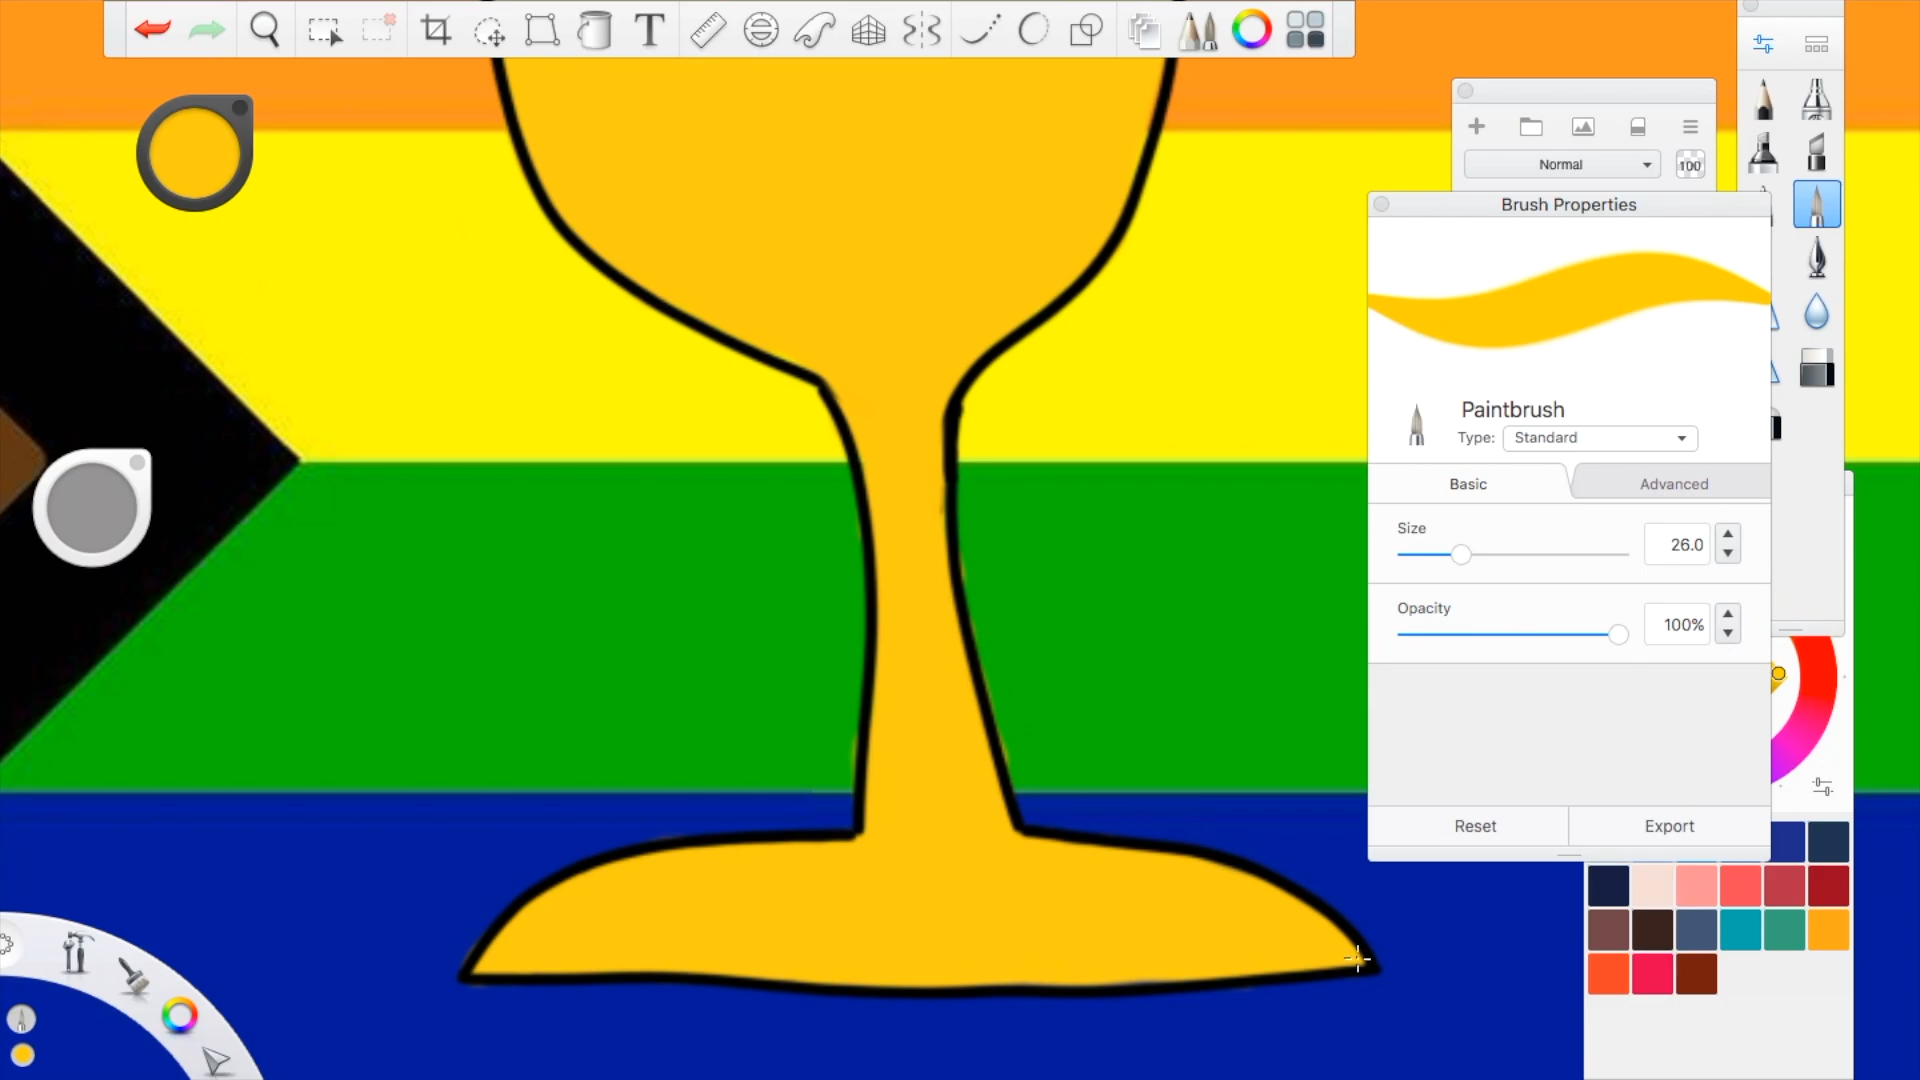 T
Normal
100
Brush Properties
Paintbrush
Type: Standard
Basic
Advanced
Size
26.0
Opacity
100%
Reset
Export